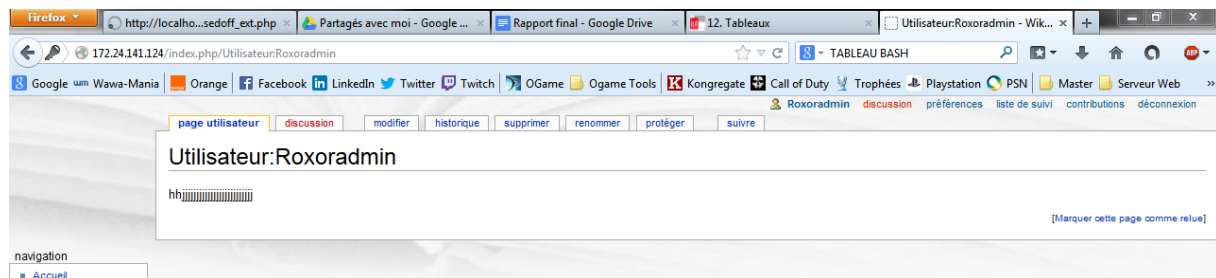 Firefox
http://localho...sedoff_ext.php
Partagés avec moi - Google ...
Rapport final - Google Drive
12. Tableaux
Utilisateur:Roxoradmin - Wik...
172.24.141.124/index.php/Utilisateur:Roxoradmin
TABLEAU BASH
Google Wawa-Mania Orange Facebook LinkedIn Twitter Twitch OGame Ogame Tools Kongregate Call of Duty Trophées Playstation PSN Master Serveur Web
Roxoradmin discussion préférences liste de suivi contributions déconnexion
page utilisateur discussion modifier historique supprimer renommer protéger suivre
Utilisateur:Roxoradmin
[Marquer cette page comme relue]
navigation
Accueil